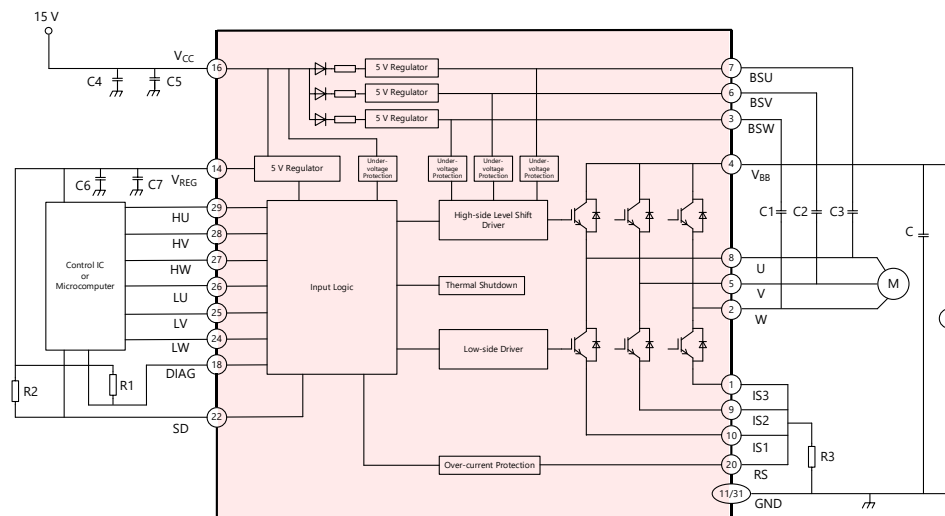 15 V
VCC
C4
C5
16
5 V Regulator
5 V Regulator
5 V Regulator
7
BSU
6
BSV
3
BSW
14
VREG
C6
C7
5 V Regulator
Under-
voltage
Protection
Under-
voltage
Protection
Under-
voltage
Protection
Under-
voltage
Protection
4
VBB
C1
C2
C3
C
Control IC
or
Microcomputer
29
HU
28
HV
27
HW
26
LU
25
LV
24
LW
18
DIAG
22
SD
R2
R1
Input Logic
High-side Level Shift
Driver
Thermal Shutdown
Low-side Driver
Over-current Protection
8
U
5
V
2
W
M
1
IS3
9
IS2
10
IS1
20
RS
R3
11/31
GND